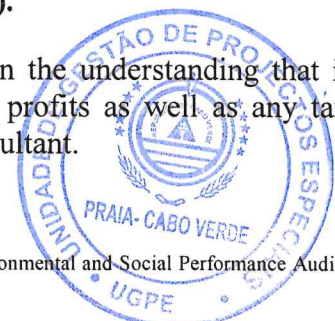 ).
n the understanding that i
profits as well as any ta
sultant.
onmental and Social Performance Audi
UNIDADE DE GESTÃO DE PROJECTOS ESPECIAIS
PRAIA- CABO VERDE
UGPE